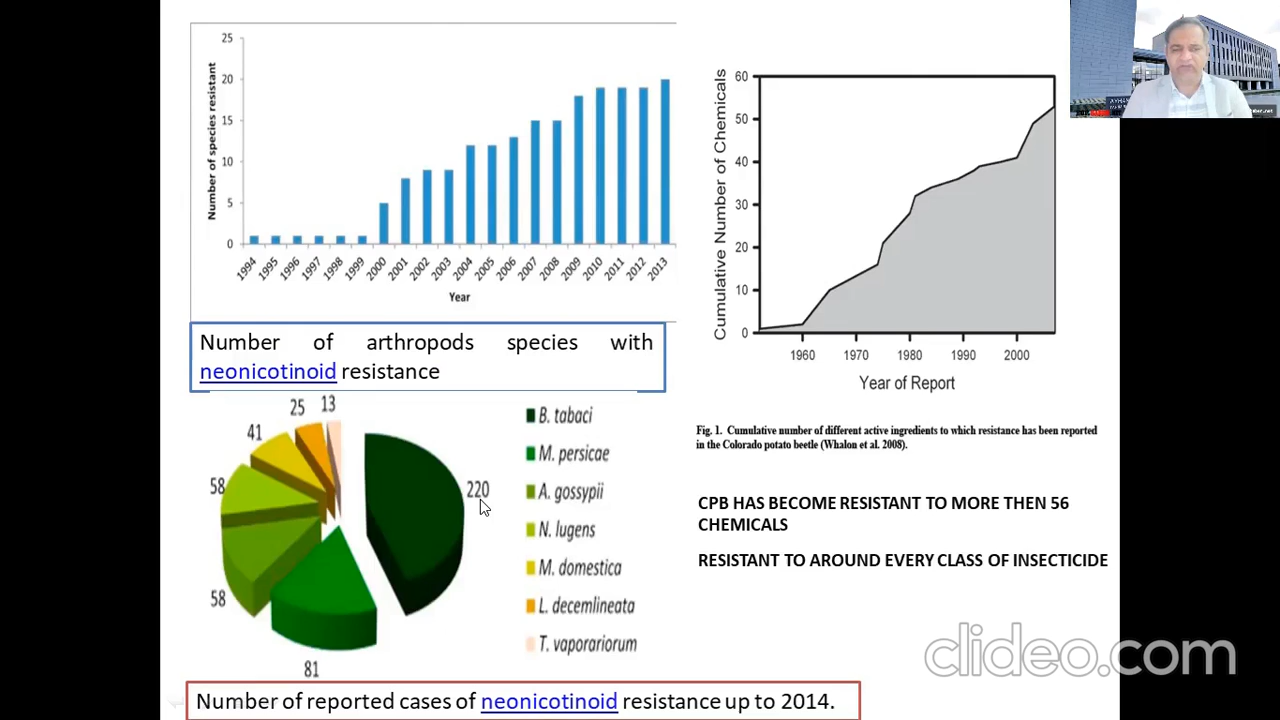 25
20
15
10
5
0
Number of species resistant
1994 1995 1996 1997 1998 1999 2000 2001 2002 2003 2004 2005 2006 2007 2008 2009 2010 2011 2012 2013
Year
Number of arthropods species with
neonicotinoid resistance
220
81
58
58
41
25
13
B. tabaci
M. persicae
A. gossypii
N. lugens
M. domestica
L. decemlineata
T. vaporariorum
Number of reported cases of neonicotinoid resistance up to 2014.
Cumulative Number of Chemicals
60
50
40
30
20
10
0
1960 1970 1980 1990 2000
Year of Report
Fig. 1. Cumulative number of different active ingredients to which resistance has been reported
in the Colorado potato beetle (Whalon et al. 2008).
CPB HAS BECOME RESISTANT TO MORE THEN 56
CHEMICALS
RESISTANT TO AROUND EVERY CLASS OF INSECTICIDE
clideo.com